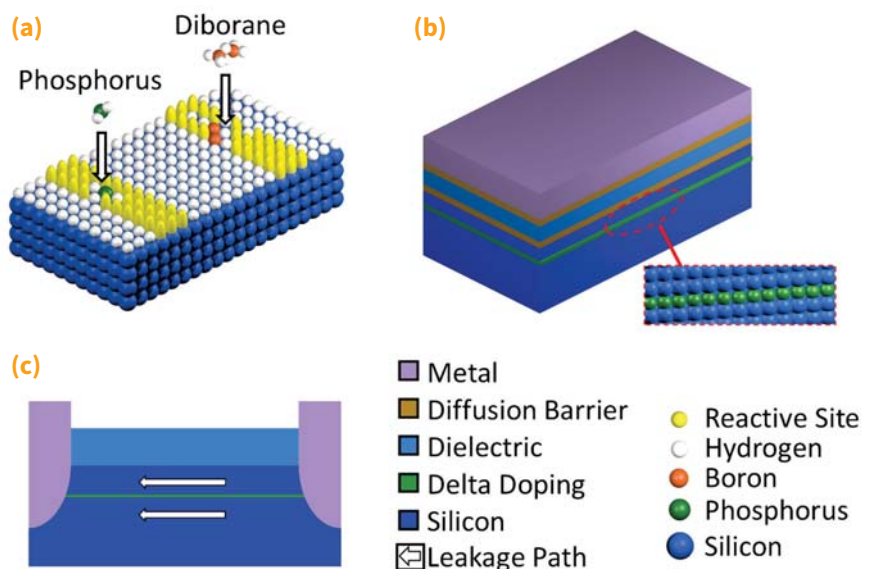 (a)
Diborane
Phosphorus
(b)
(c)
Metal
Diffusion Barrier
Dielectric
Delta Doping
Silicon
Leakage Path
Reactive Site
Hydrogen
Boron
Phosphorus
Silicon